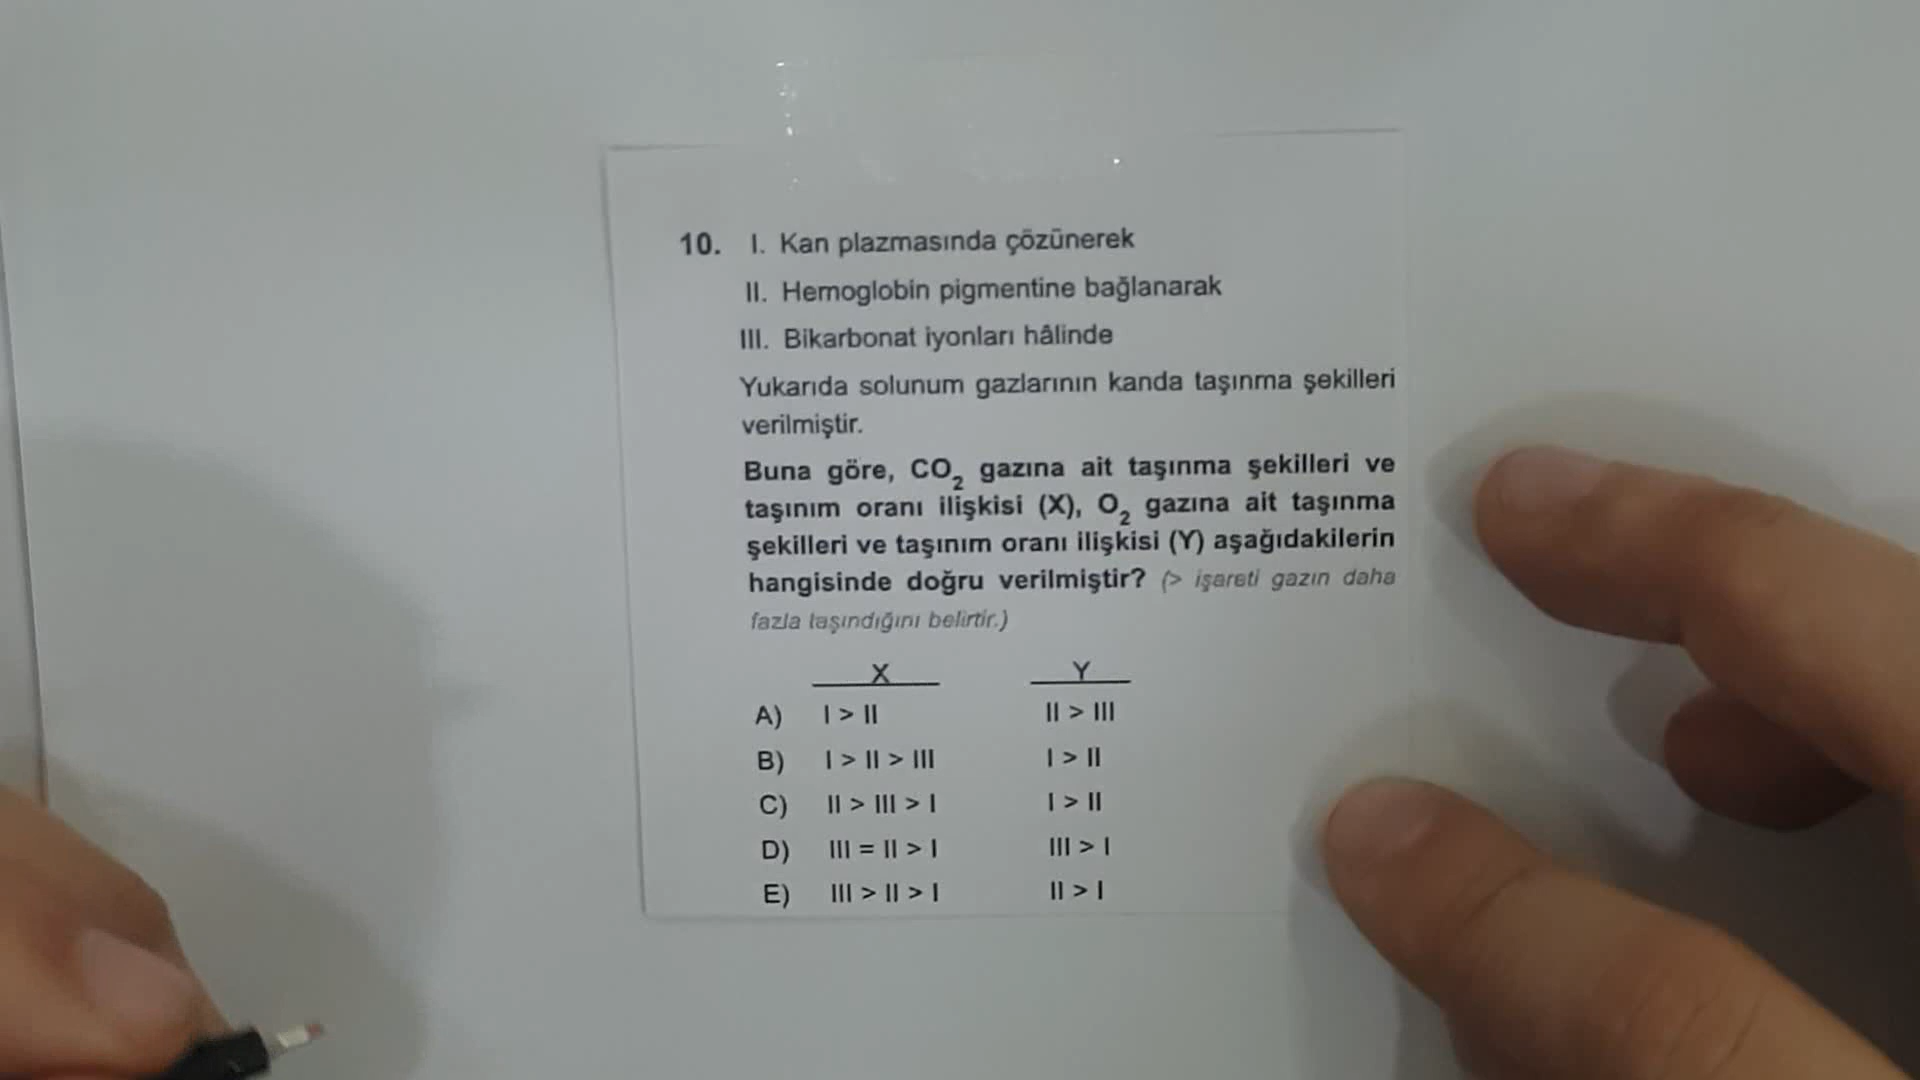 10. I. Kan plazmasında çözünerek
II. Hemoglobin pigmentine bağlanarak
III. Bikarbonat iyonları hâlinde
Yukarıda solunum gazlarının kanda taşınma şekilleri
verilmiştir.
Buna göre, CO₂ gazına ait taşınma şekilleri ve
taşınım oranı ilişkisi (X), O₂ gazına ait taşınma
şekilleri ve taşınım oranı ilişkisi (Y) aşağıdakilerin
hangisinde doğru verilmiştir? (> işareti gazın daha
fazla taşındığını belirtir.)
X Y
A) I > II II > III
B) I > II > III I > II
C) II > III > I I > II
D) III = II > I III > I
E) III > II > I II > I